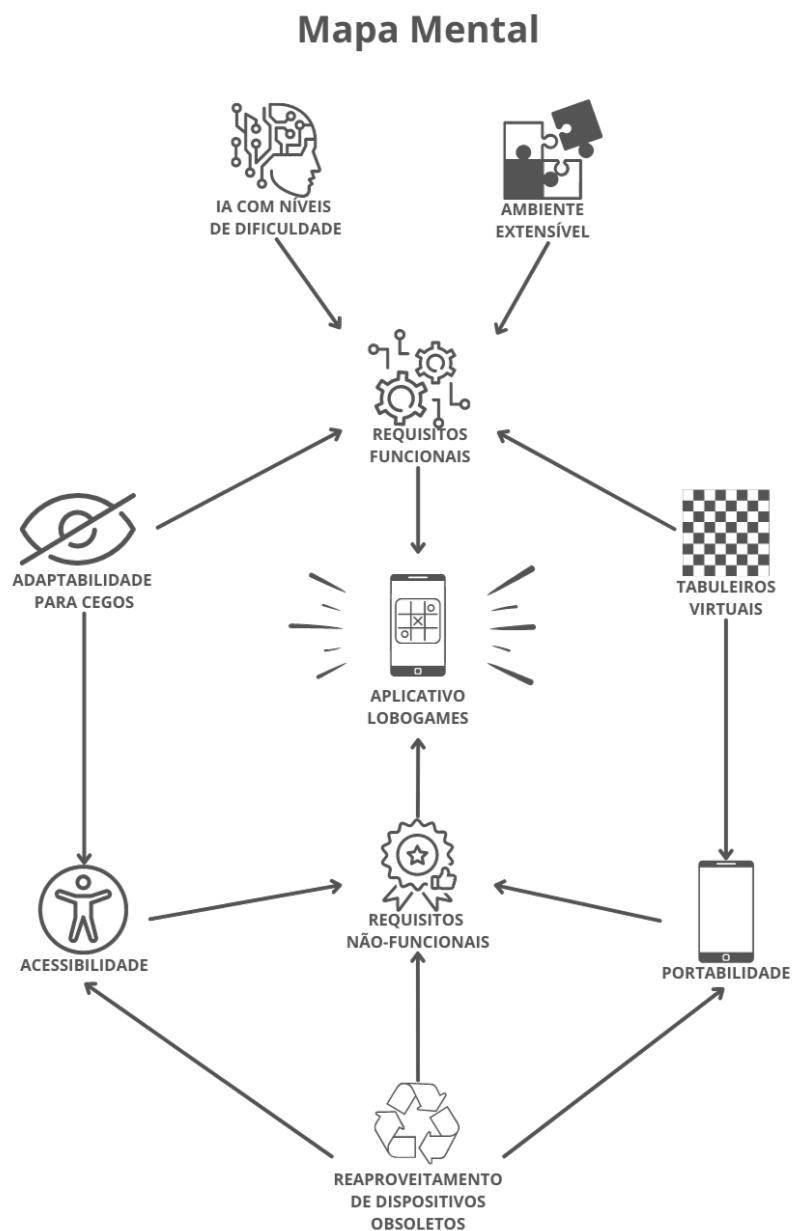 Mapa Mental
IA COM NÍVEIS
DE DIFICULDADE
AMBIENTE
EXTENSÍVEL
REQUISITOS
FUNCIONAIS
ADAPTABILIDADE
PARA CEGOS
TABULEIROS
VIRTUAIS
APLICATIVO
LOBOGAMES
REQUISITOS
NÃO-FUNCIONAIS
ACESSIBILIDADE
PORTABILIDADE
REAPROVEITAMENTO
DE DISPOSITIVOS
OBSOLETOS